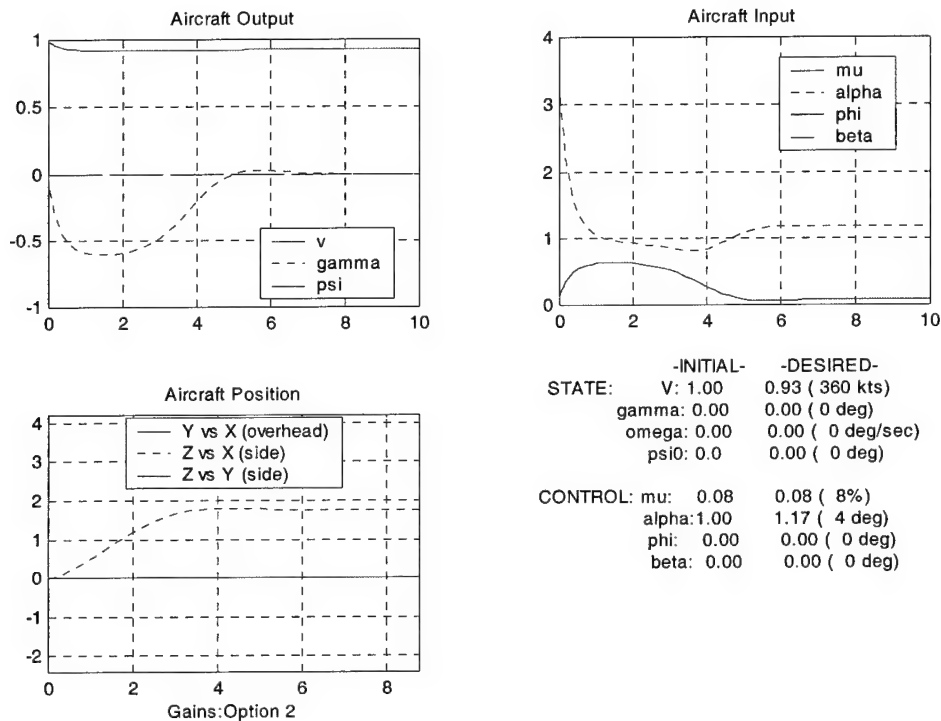 Aircraft Output
1
0.5
0
-0.5
-1
0 2 4 6 8 10
v
gamma
psi
Aircraft Input
4
3
2
1
0
0 2 4 6 8 10
mu
alpha
phi
beta
Aircraft Position
4
3
2
1
0
-1
-2
0 2 4 6 8
Y vs X (overhead)
Z vs X (side)
Z vs Y (side)
Gains:Option 2
-INITIAL- -DESIRED-
STATE: V: 1.00 0.93 ( 360 kts)
gamma: 0.00 0.00 ( 0 deg)
omega: 0.00 0.00 ( 0 deg/sec)
psi0: 0.0 0.00 ( 0 deg)
CONTROL: mu: 0.08 0.08 ( 8%)
alpha:1.00 1.17 ( 4 deg)
phi: 0.00 0.00 ( 0 deg)
beta: 0.00 0.00 ( 0 deg)